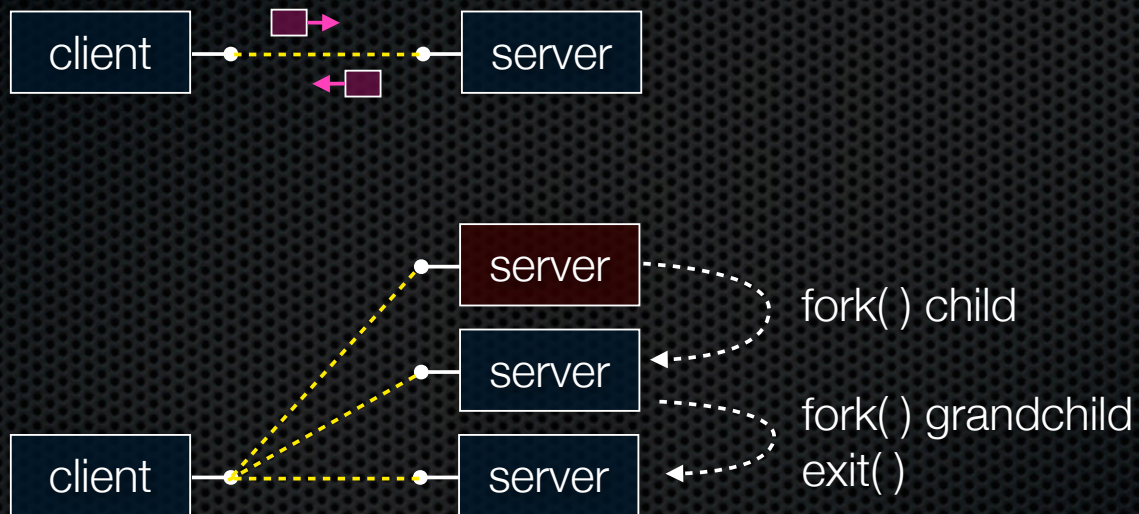 client
server
server
fork( ) child
server
fork( ) grandchild
client
server
exit( )